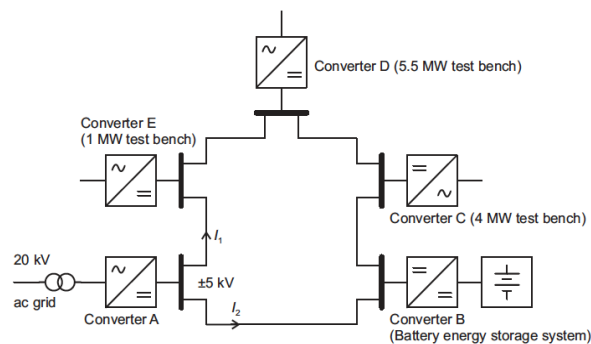 Converter D (5.5 MW test bench)
Converter E
(1 MW test bench)
Converter C (4 MW test bench)
I1
20 kV
±5 kV
ac grid
I2
Converter A
Converter B
(Battery energy storage system)